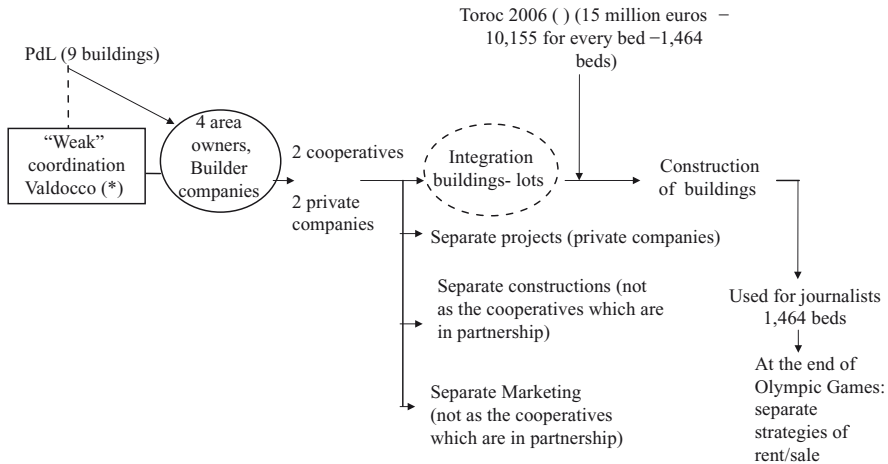 Toroc 2006 ( ) (15 million euros –
10,155 for every bed –1,464
beds)
PdL (9 buildings)
“Weak”
coordination
Valdocco (*)
4 area
owners,
Builder
companies
2 cooperatives
2 private
companies
Integration
buildings- lots
Construction
of buildings
Separate projects (private companies)
Separate constructions (not
as the cooperatives which are
in partnership)
Separate Marketing
(not as the cooperatives
which are in partnership)
Used for journalists
1,464 beds
At the end of
Olympic Games:
separate
strategies of
rent/sale